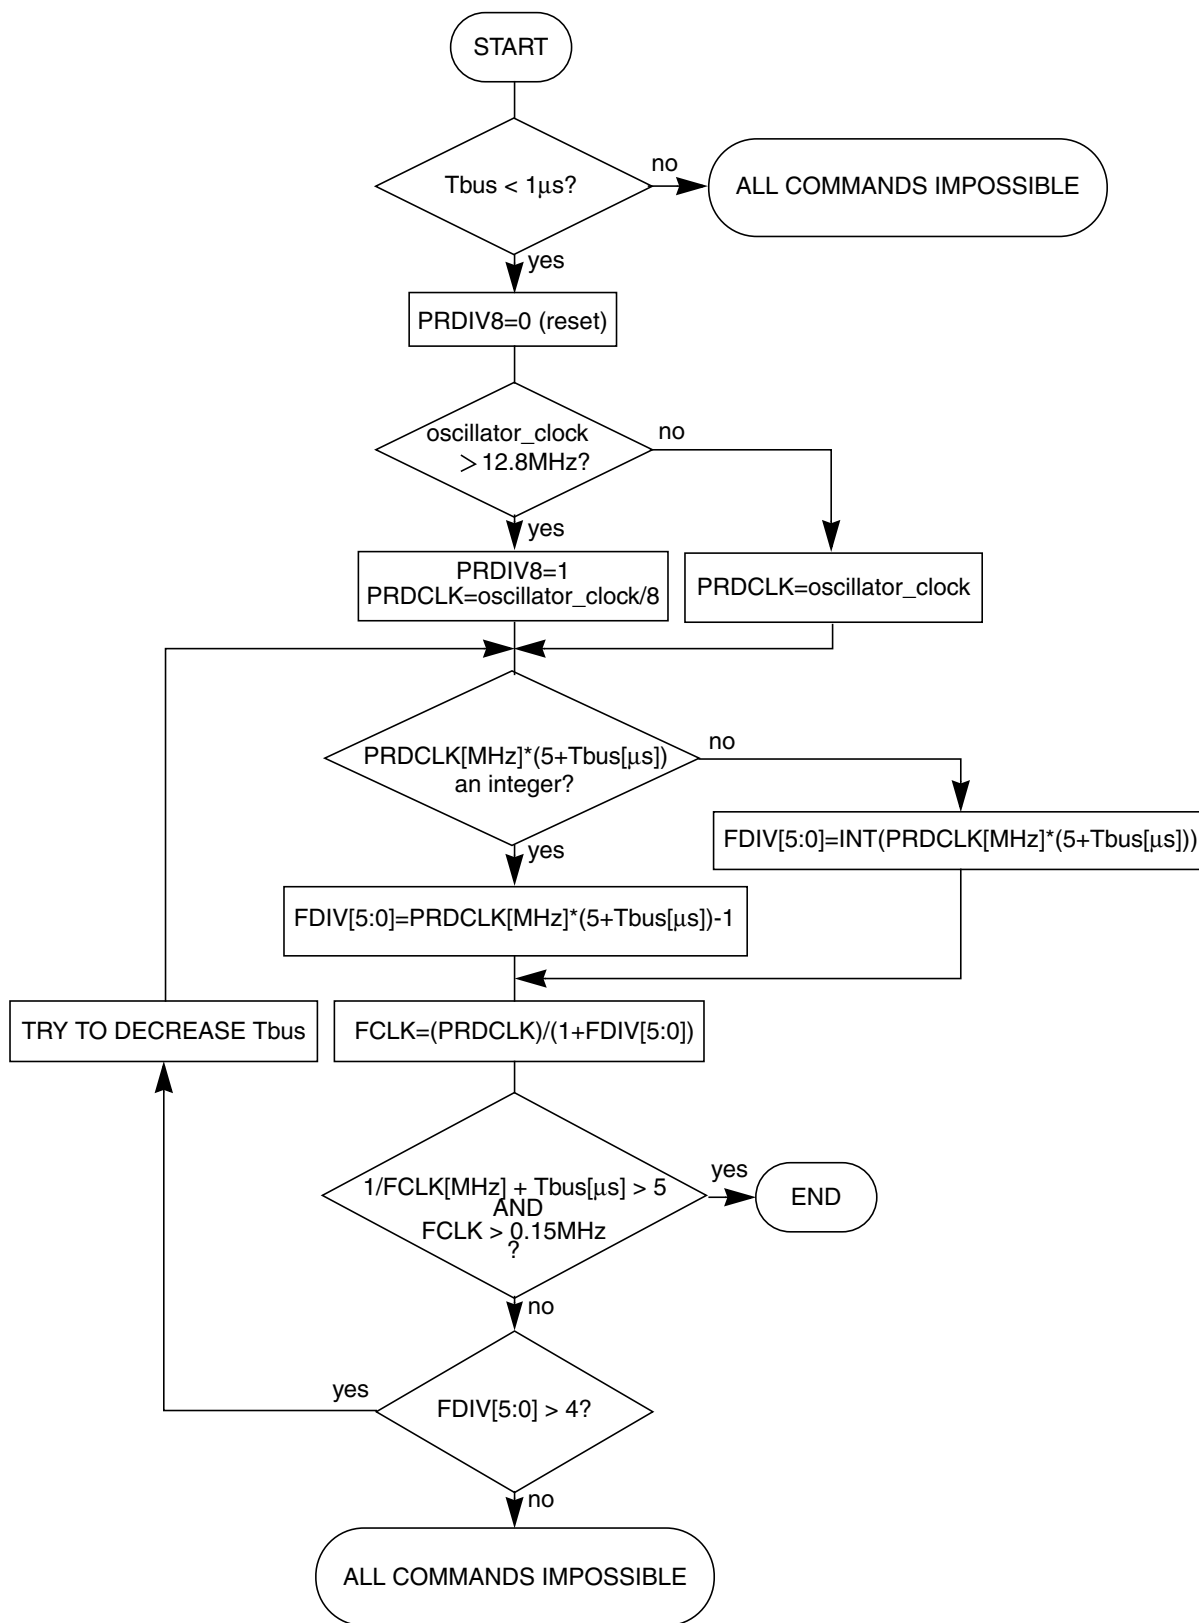 START
Tbus < 1μs?
no
ALL COMMANDS IMPOSSIBLE
yes
PRDIV8=0 (reset)
oscillator_clock
> 12.8MHz?
no
yes
PRDIV8=1
PRDCLK=oscillator_clock/8
PRDCLK=oscillator_clock
PRDCLK[MHz]*(5+Tbus[μs])
an integer?
no
yes
FDIV[5:0]=INT(PRDCLK[MHz]*(5+Tbus[μs]))
FDIV[5:0]=PRDCLK[MHz]*(5+Tbus[μs])-1
TRY TO DECREASE Tbus
FCLK=(PRDCLK)/(1+FDIV[5:0])
1/FCLK[MHz] + Tbus[μs] > 5
AND
FCLK > 0.15MHz
?
yes
END
no
FDIV[5:0] > 4?
yes
no
ALL COMMANDS IMPOSSIBLE